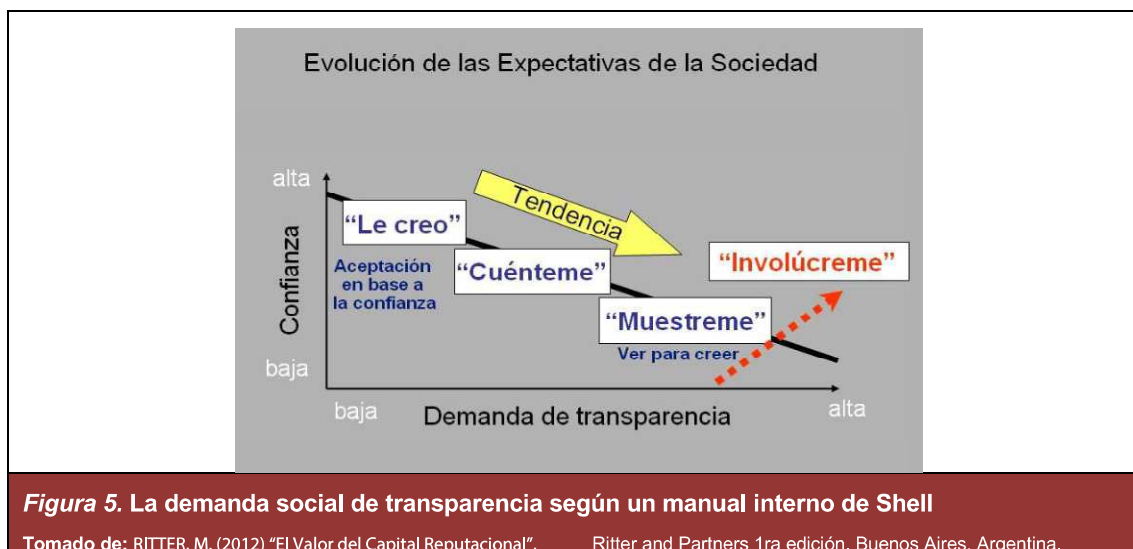 Evolución de las Expectativas de la Sociedad
alta
Tendencia
“Le creo”
Aceptación
en base a
la confianza
“Cuénteme”
“Involúcreme”
“Muestreme”
Ver para creer
Confianza
baja
baja
Demanda de transparencia
alta
Figura 5. La demanda social de transparencia según un manual interno de Shell
Tomado de: RITTER, M. (2012) “El Valor del Capital Reputacional”. Ritter and Partners 1ra edición, Buenos Aires, Argentina.